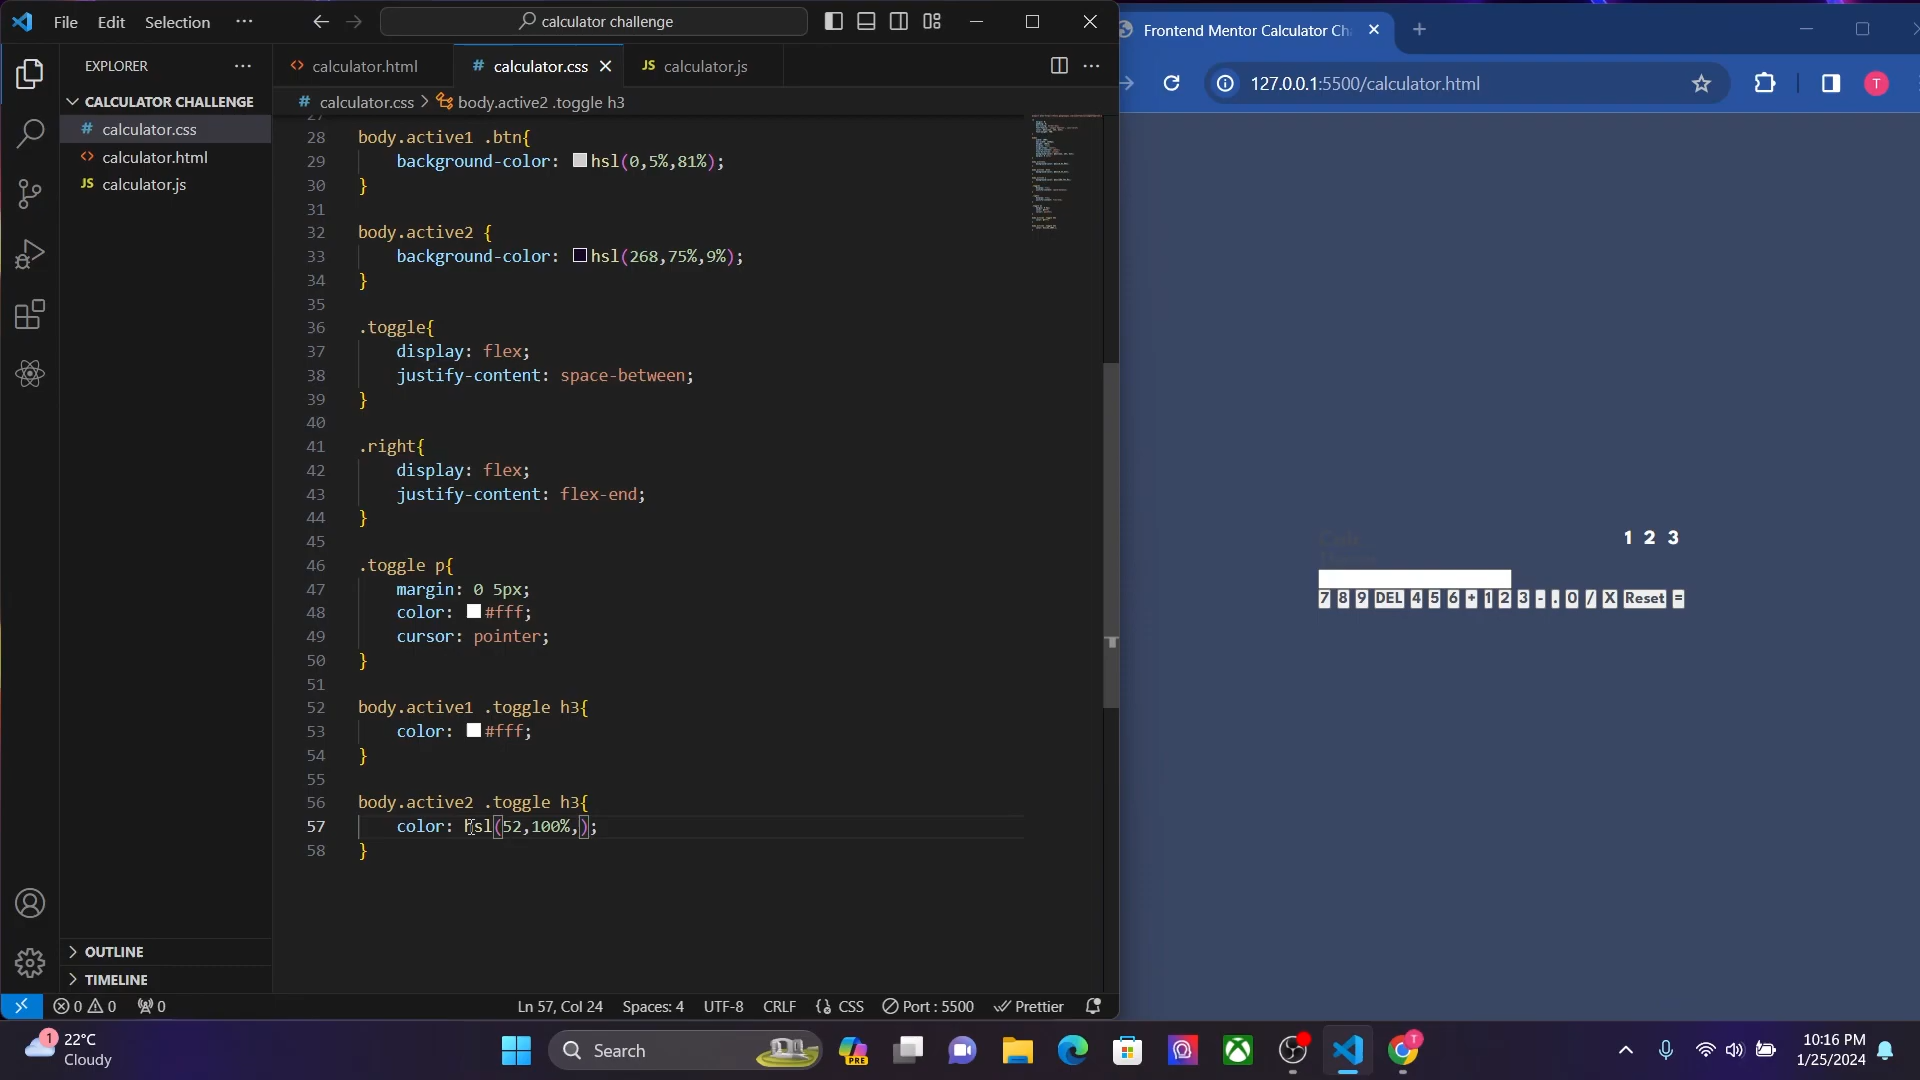 File Edit Selection ···
calculator challenge
EXPLORER ···
CALCULATOR CHALLENGE
# calculator.css
<> calculator.html
JS calculator.js
OUTLINE
TIMELINE
<> calculator.html
# calculator.css
JS calculator.js
# calculator.css > body.active2 .toggle h3
28 body.active1 .btn{
29 background-color: hsl(0,5%,81%);
30 }
31
32 body.active2 {
33 background-color: hsl(268,75%,9%);
34 }
35
36 .toggle{
37 display: flex;
38 justify-content: space-between;
39 }
40
41 .right{
42 display: flex;
43 justify-content: flex-end;
44 }
45
46 .toggle p{
47 margin: 0 5px;
48 color: #fff;
49 cursor: pointer;
50 }
51
52 body.active1 .toggle h3{
53 color: #fff;
54 }
55
56 body.active2 .toggle h3{
57 color: hsl(52,100%,);
58 }
0 0 0
Ln 57, Col 24 Spaces: 4 UTF-8 CRLF {} CSS Port : 5500 Prettier
Frontend Mentor Calculator Ch
127.0.0.1:5500/calculator.html
T
Calc
1 2 3
7 8 9 DEL 4 5 6 + 1 2 3 - . 0 / X Reset =
1
22°C
Cloudy
Search
PRE
T
10:16 PM
1/25/2024